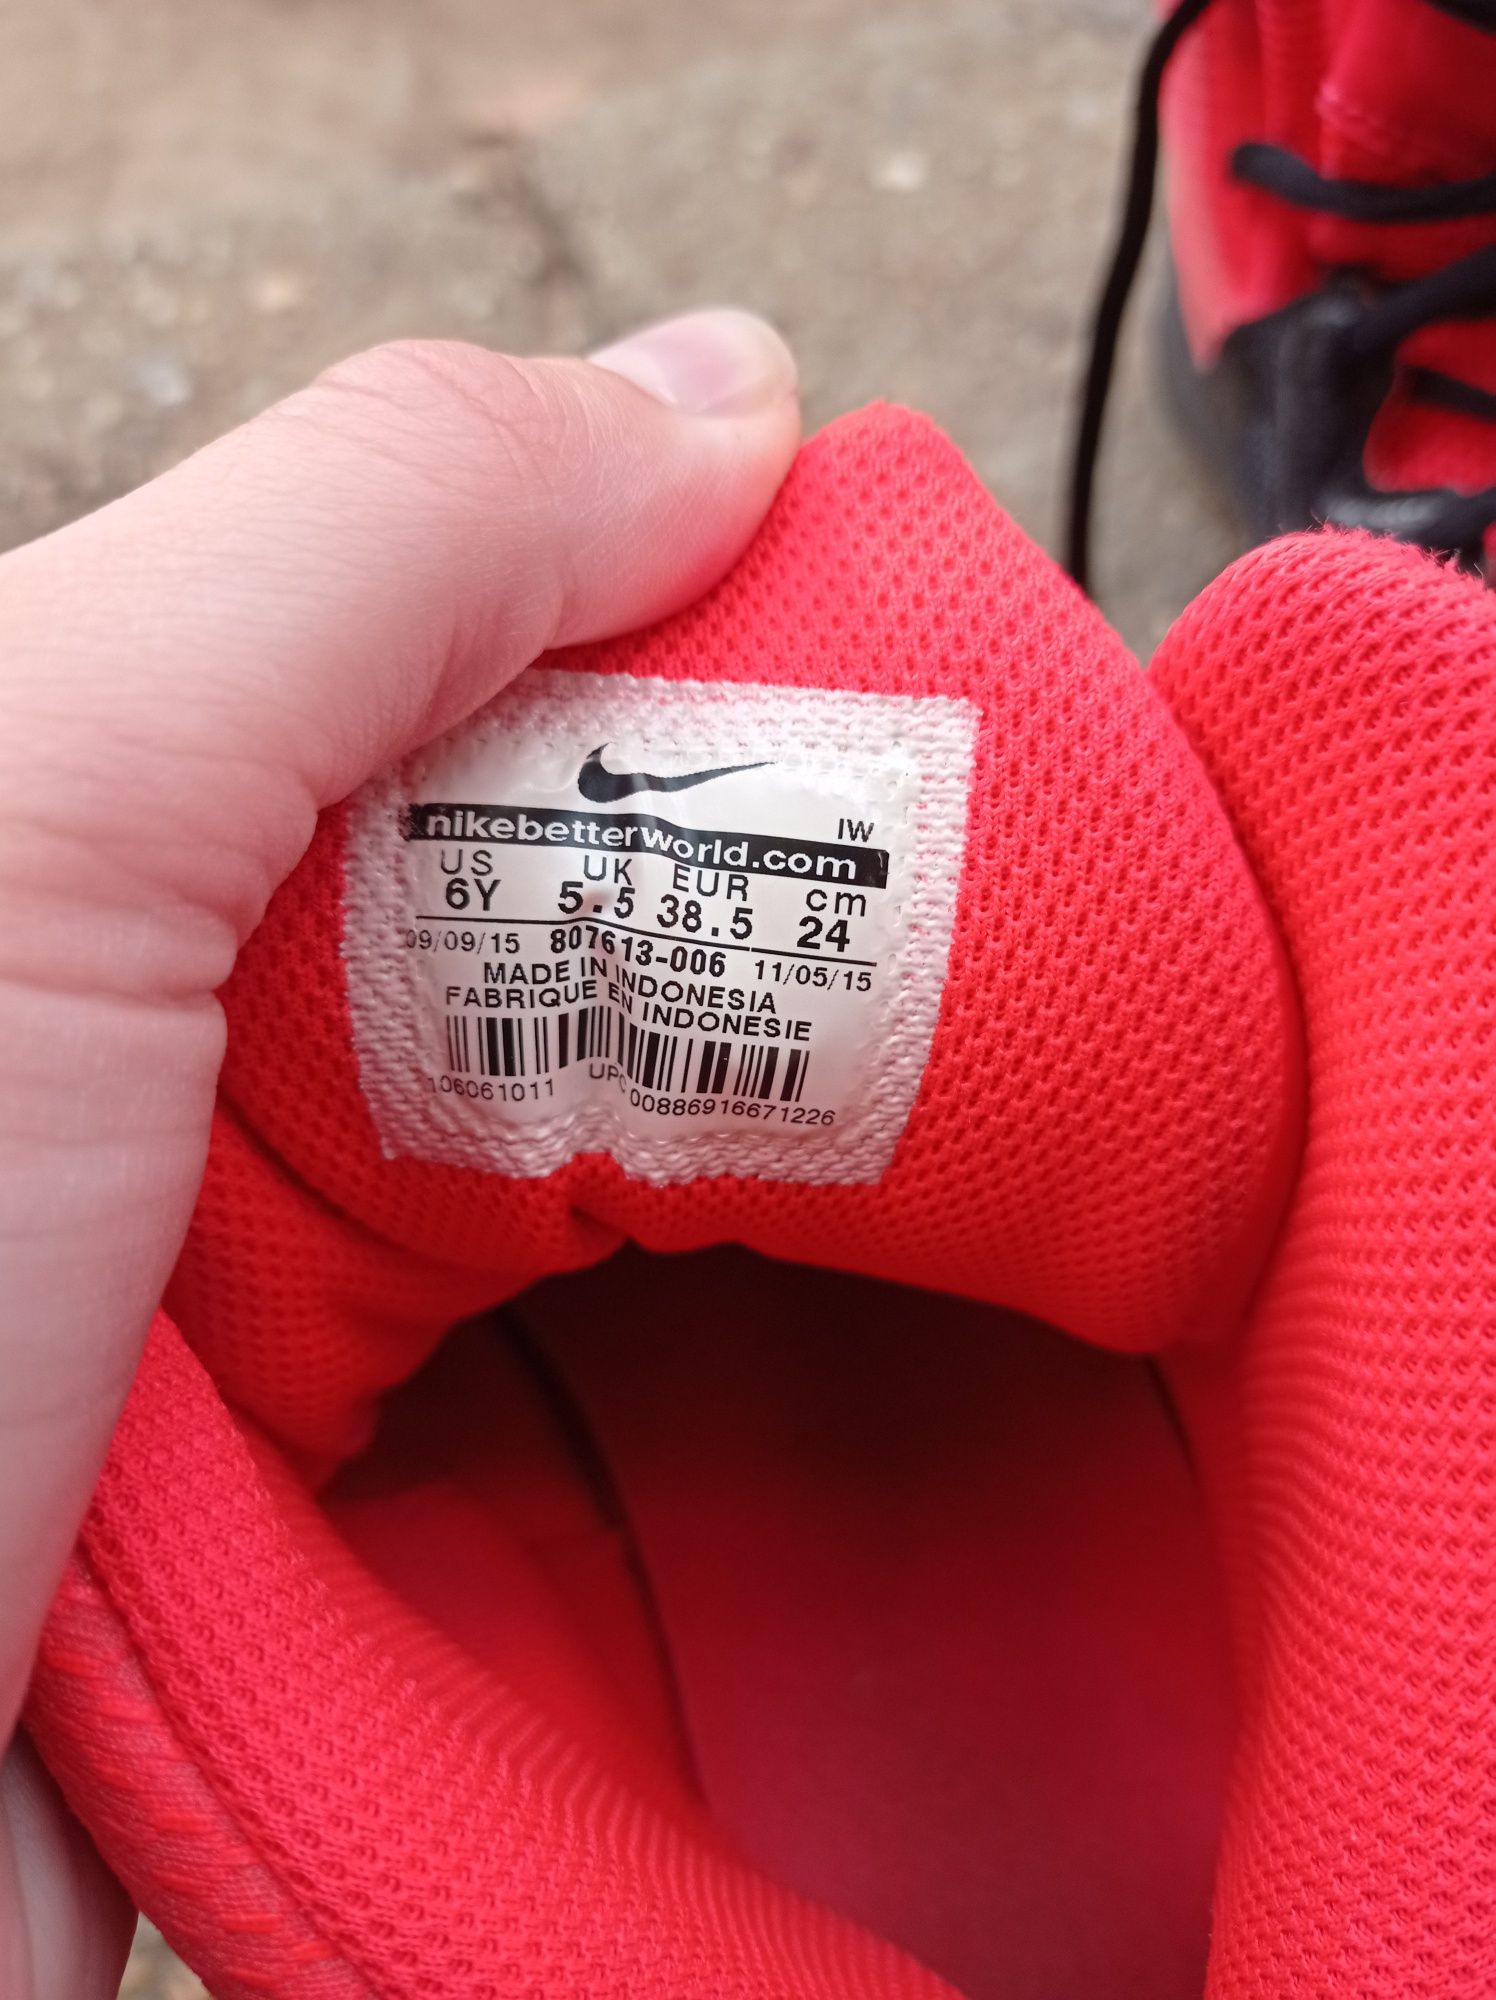 IW
nikebetterworld.com
US UK EUR cm
6Y 5.5 38.5 24
09/09/15 807613-006 11/05/15
MADE IN INDONESIA
FABRIQUE EN INDONESIE
106061011 UPC 00886916671226